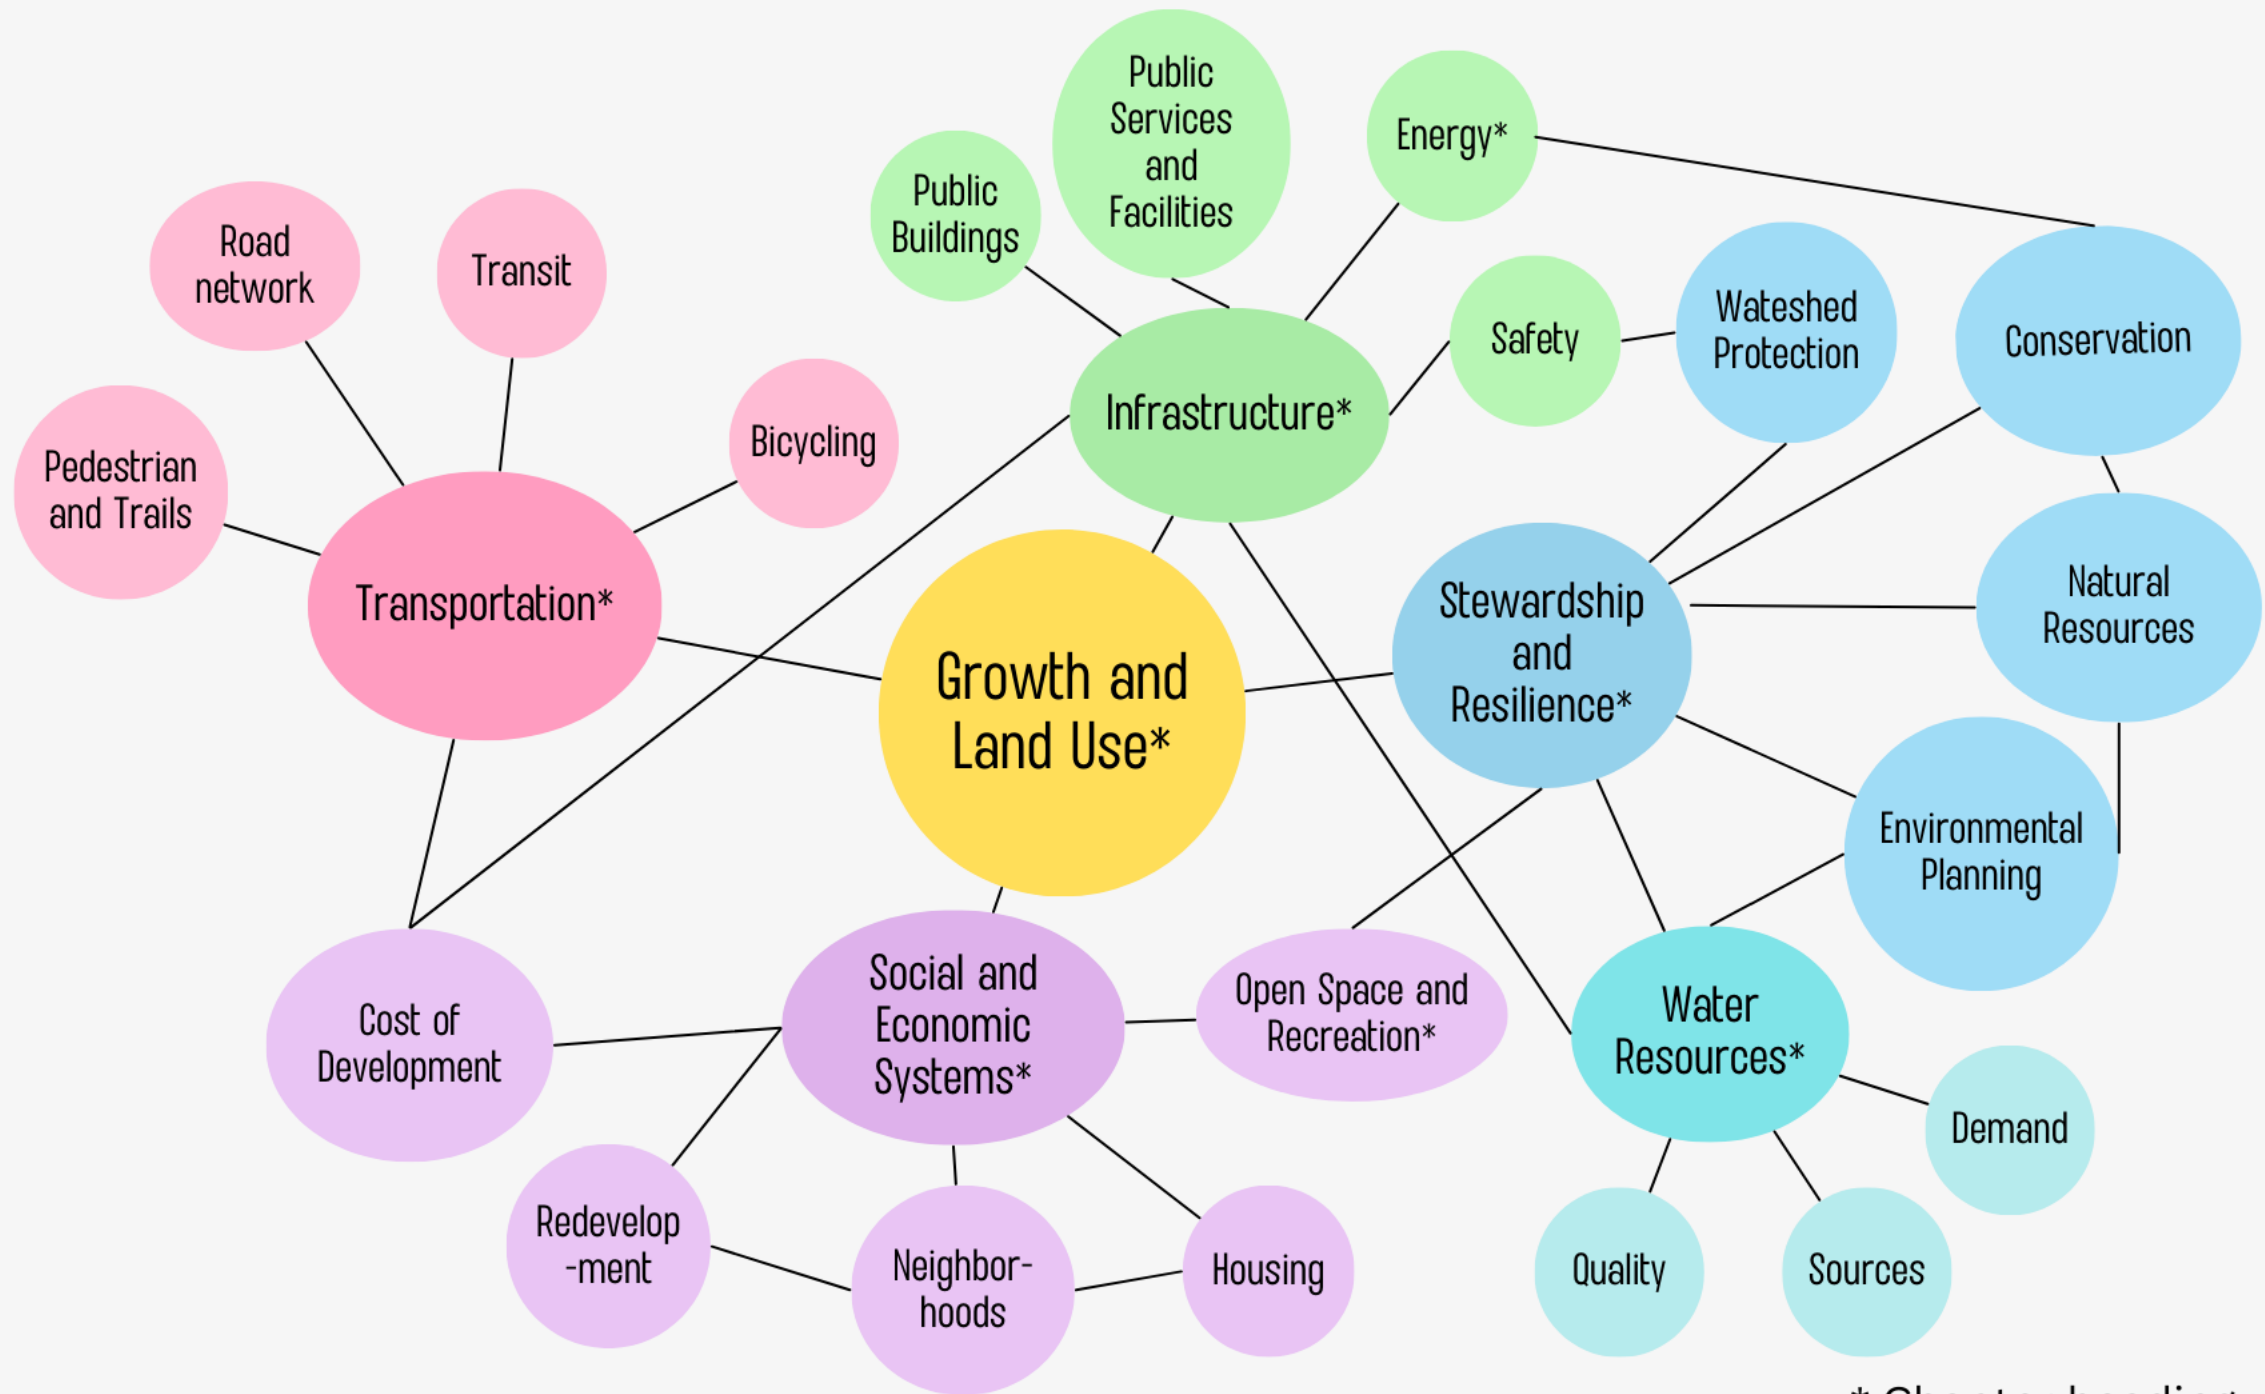 Public
Services
and
Facilities
Energy*
Public
Buildings
Road
network
Transit
Wateshed
Protection
Safety
Conservation
Infrastructure*
Bicycling
Pedestrian
and Trails
Transportation*
Growth and
Land Use*
Stewardship
and
Resilience*
Natural
Resources
Environmental
Planning
Cost of
Development
Social and
Economic
Systems*
Open Space and
Recreation*
Water
Resources*
Demand
Redevelop
-ment
Neighbor-
hoods
Housing
Quality
Sources